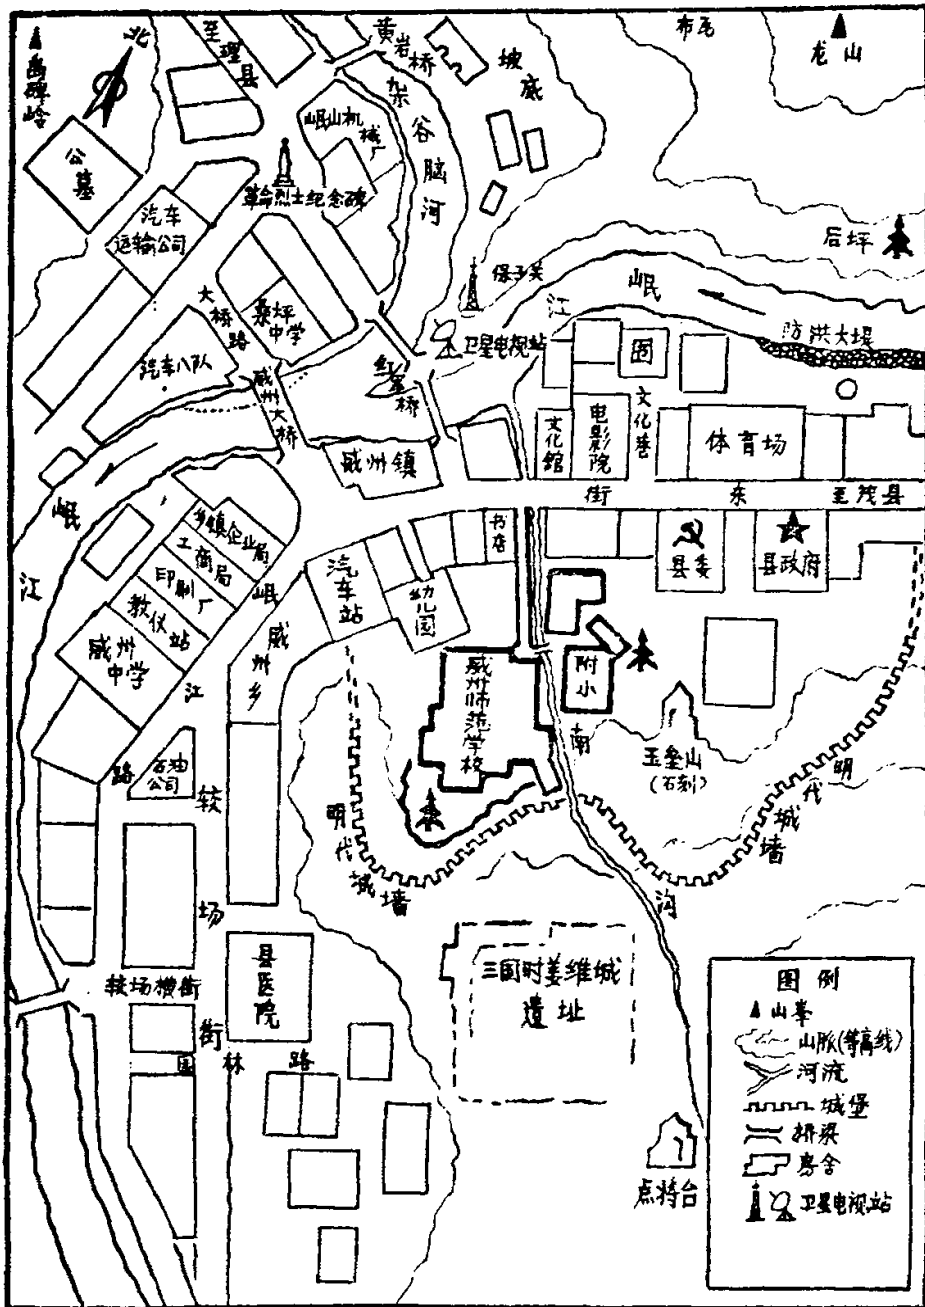 北
至理县
黄岩桥
坡底
布瓦
龙山
禹碑岭
公墓
杂谷脑河
岷山机械厂
革命烈士纪念碑
汽车
运输公司
后坪
保子关
岷江
大桥路
桑坪
中学
卫星电视站
防洪大堤
汽车八队
红军桥
威州大桥
文化馆
电影院
文化巷
体育场
威州镇
街 东 至茂县
岷江
乡镇企业局
工商局
印刷厂
教仪站
威州
中学
书店
县委
县政府
汽车站
幼儿园
岷江路
威州乡
威州师范学校
附小
南沟
玉垒山
(石刻)
石油
公司
明代城墙
明代城墙
较场街
县医院
三国时姜维城
遗址
较场横街
园林路
点将台
图例
山峯
山脉(等高线)
河流
城堡
桥梁
房舍
卫星电视站